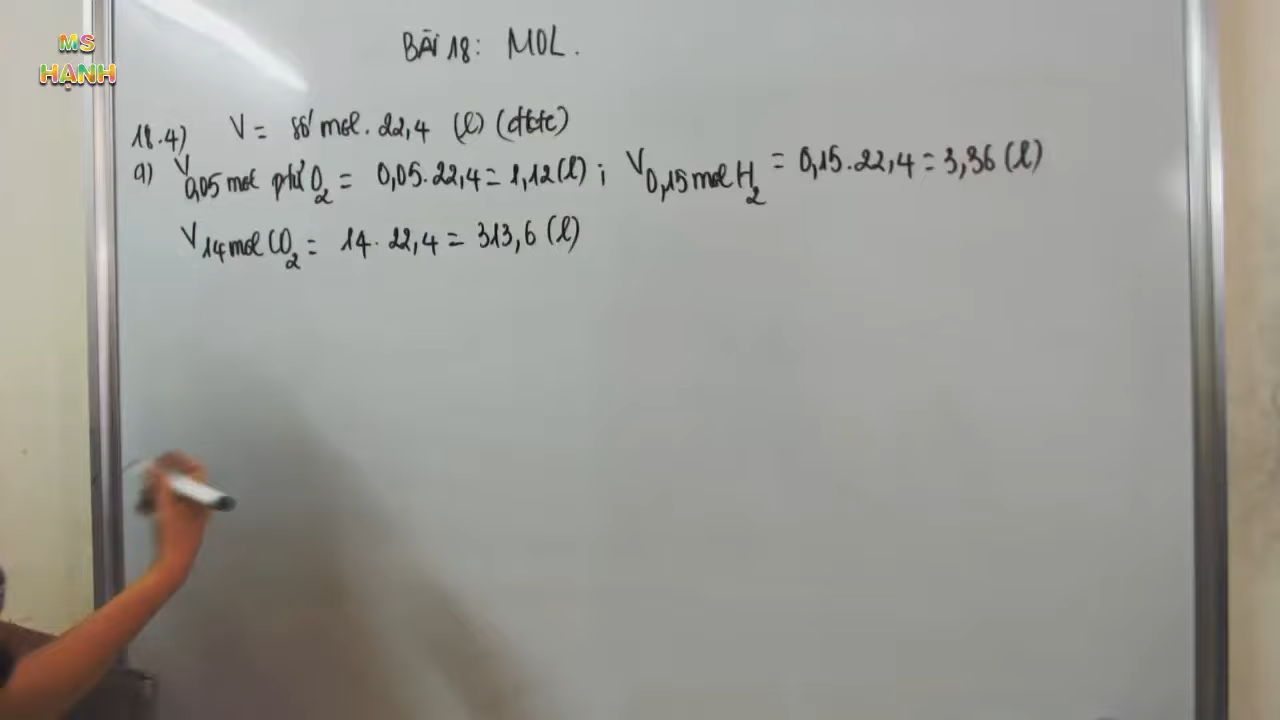 MS
HẠNH
BÀI 18: MOL.
18.4) V = số mol. 22,4 (l) (đktc)
a) V 0,05 mol ptử O₂ = 0,05.22,4 = 1,12 (l) ; V 0,15 mol H₂ = 0,15.22,4 = 3,36 (l)
V 14 mol CO₂ = 14. 22,4 = 313,6 (l)